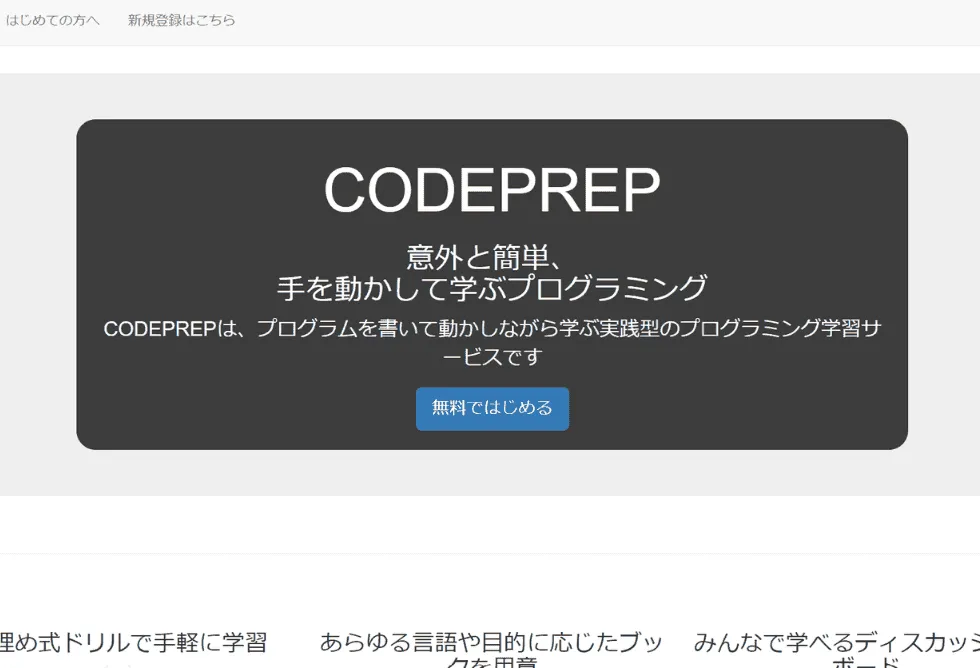 はじめての方へ 新規登録はこちら
CODEPREP
意外と簡単、
手を動かして学ぶプログラミング
CODEPREPは、プログラムを書いて動かしながら学ぶ実践型のプログラミング学習サ
ービスです
無料ではじめる
埋め式ドリルで手軽に学習
あらゆる言語や目的に応じたブッ
クを用意
みんなで学べるディスカッシ
ボード